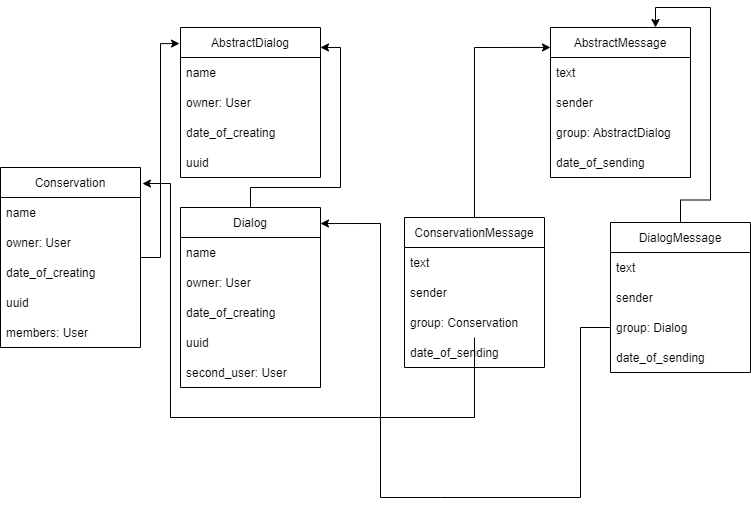 AbstractDialog
name
owner: User
date_of_creating
uuid
AbstractMessage
text
sender
group: AbstractDialog
date_of_sending
Conservation
name
owner: User
date_of_creating
uuid
members: User
Dialog
name
owner: User
date_of_creating
uuid
second_user: User
ConservationMessage
text
sender
group: Conservation
date_of_sending
DialogMessage
text
sender
group: Dialog
date_of_sending